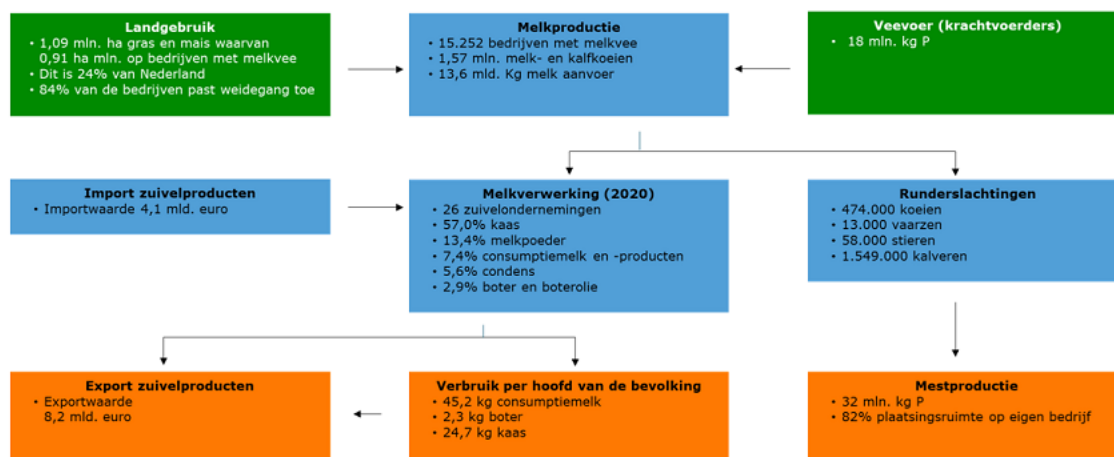 Landgebruik
• 1,09 mln. ha gras en mais waarvan
0,91 ha mln. op bedrijven met melkvee
• Dit is 24% van Nederland
• 84% van de bedrijven past weidegang toe
Melkproductie
• 15.252 bedrijven met melkvee
• 1,57 mln. melk- en kalfkoeien
• 13,6 mld. Kg melk aanvoer
Veevoer (krachtvoerders)
• 18 mln. kg P
Import zuivelproducten
• Importwaarde 4,1 mld. euro
Melkverwerking (2020)
• 26 zuivelondernemingen
• 57,0% kaas
• 13,4% melkpoeder
• 7,4% consumptiemelk en -producten
• 5,6% condens
• 2,9% boter en boterolie
Runderslachtingen
• 474.000 koeien
• 13.000 vaarzen
• 58.000 stieren
• 1.549.000 kalveren
Export zuivelproducten
• Exportwaarde
8,2 mld. euro
Verbruik per hoofd van de bevolking
• 45,2 kg consumptiemelk
• 2,3 kg boter
• 24,7 kg kaas
Mestproductie
• 32 mln. kg P
• 82% plaatsingsruimte op eigen bedrijf